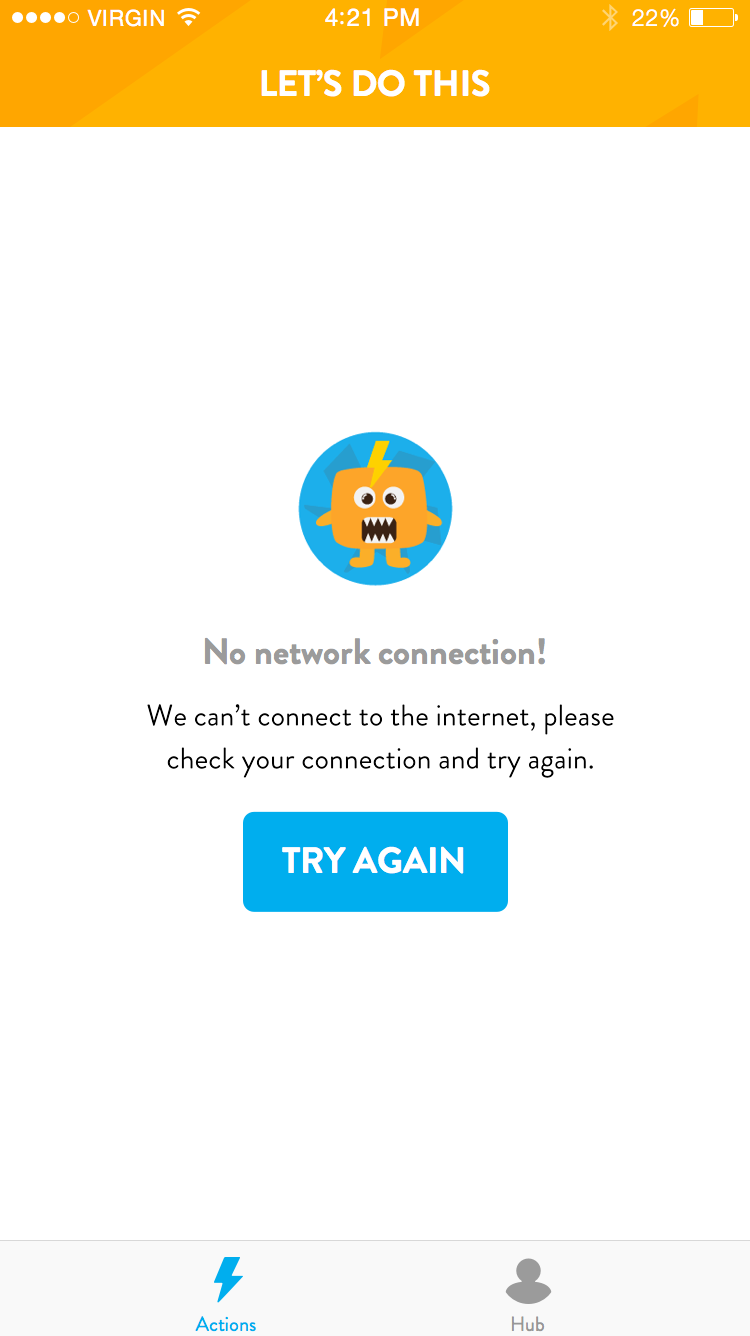 VIRGIN 4:21 PM 22%
LET’S DO THIS
No network connection!
We can’t connect to the internet, please
check your connection and try again.
TRY AGAIN
Actions Hub